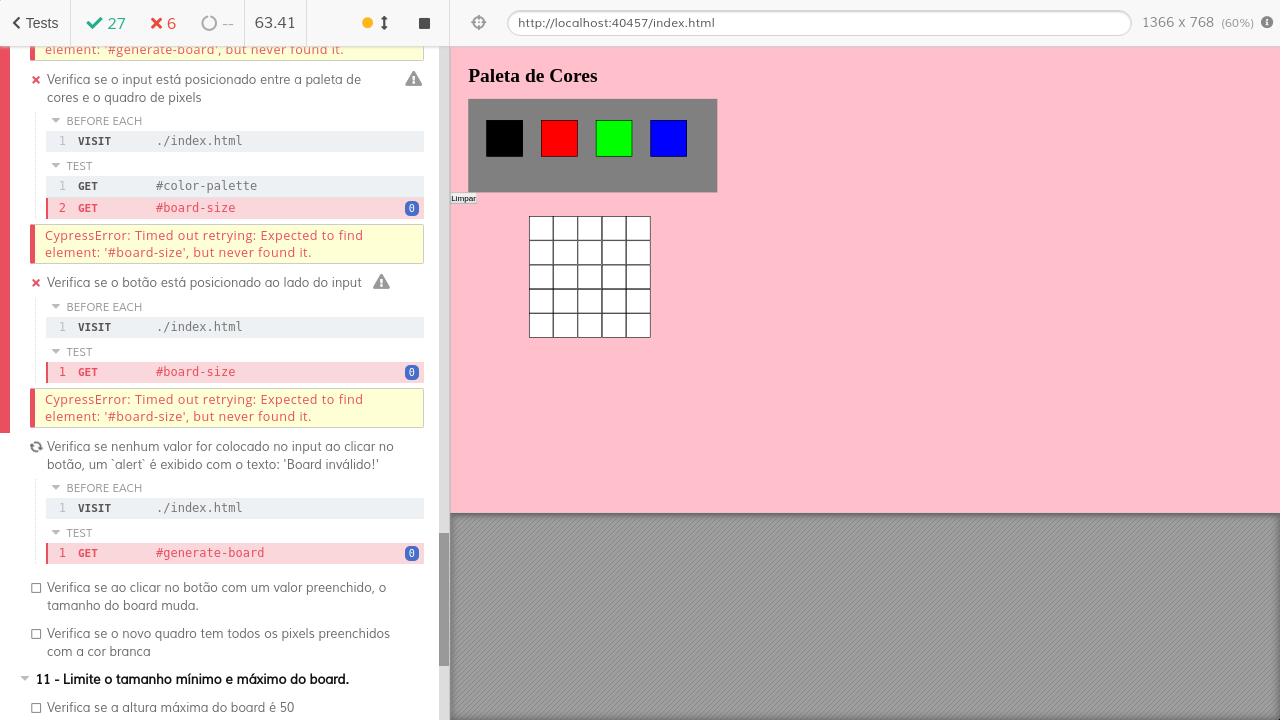 Tests 27 6 -- 63.41
http://localhost:40457/index.html 1366 x 768 (60%)
element: '#generate-board', but never found it.
Verifica se o input está posicionado entre a paleta de
cores e o quadro de pixels
BEFORE EACH
1 VISIT ./index.html
TEST
1 GET #color-palette
2 GET #board-size 0
CypressError: Timed out retrying: Expected to find
element: '#board-size', but never found it.
Verifica se o botão está posicionado ao lado do input
BEFORE EACH
1 VISIT ./index.html
TEST
1 GET #board-size 0
CypressError: Timed out retrying: Expected to find
element: '#board-size', but never found it.
Verifica se nenhum valor for colocado no input ao clicar no
botão, um `alert` é exibido com o texto: 'Board inválido!'
BEFORE EACH
1 VISIT ./index.html
TEST
1 GET #generate-board 0
Verifica se ao clicar no botão com um valor preenchido, o
tamanho do board muda.
Verifica se o novo quadro tem todos os pixels preenchidos
com a cor branca
11 - Limite o tamanho mínimo e máximo do board.
Verifica se a altura máxima do board é 50
Paleta de Cores
Limpar